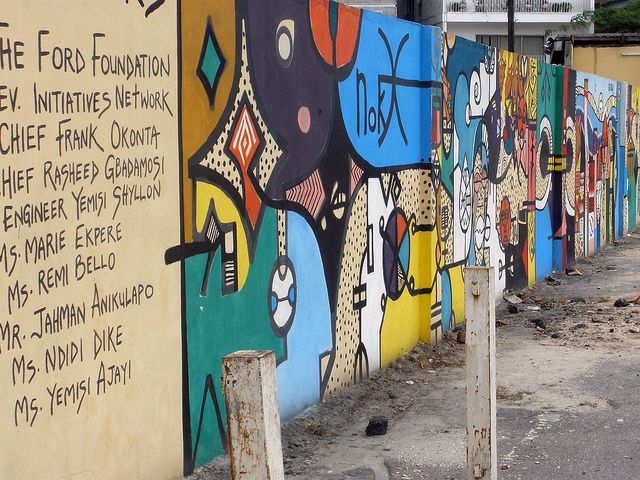 THE FORD FOUNDATION
EV. INITIATIVES NETWORK
CHIEF FRANK OKONTA
HIEF RASHEED GBADAMOSI
ENGINEER YEMISI SHYLLON
MS. MARIE EKPERE
MS. REMI BELLO
MR. JAHMAN ANIKULAPO
MS. NDIDI DIKE
MS. YEMISI AJAYI
nok